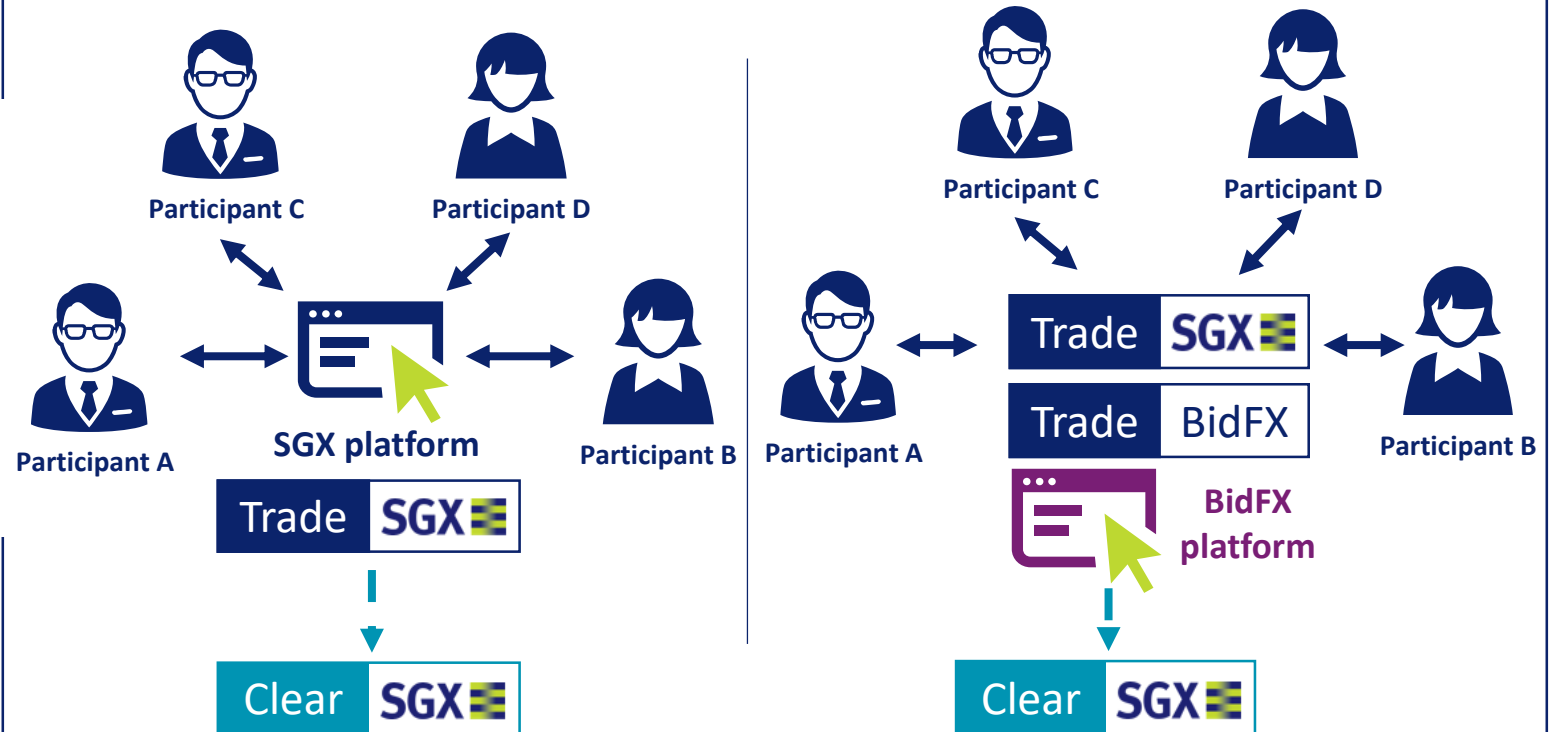 Participant C
Participant D
Participant A
SGX platform
Participant B
Trade SGX
Clear SGX
Participant C
Participant D
Trade SGX
Trade BidFX
Participant A
Participant B
BidFX
platform
Clear SGX